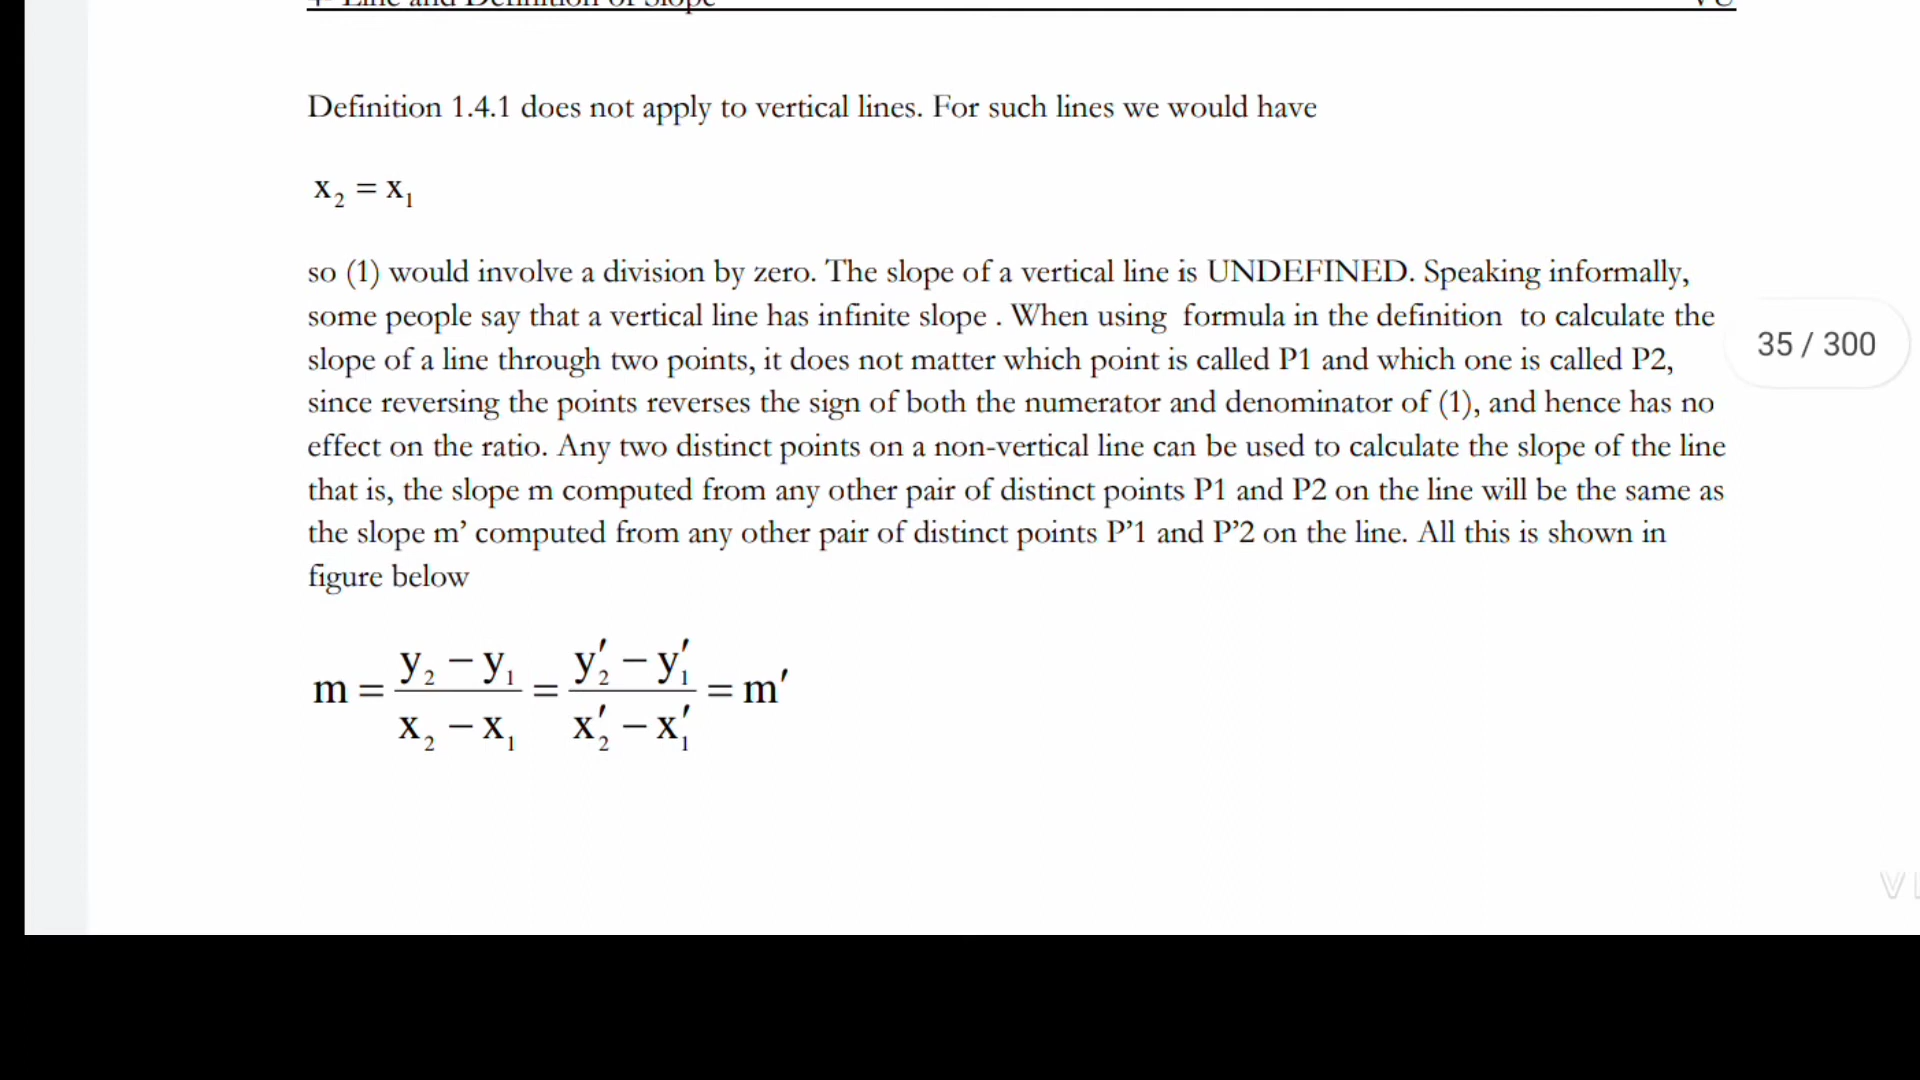 4- Line and Definition of Slope VU
Definition 1.4.1 does not apply to vertical lines. For such lines we would have
x₂ = x₁
so (1) would involve a division by zero. The slope of a vertical line is UNDEFINED. Speaking informally,
some people say that a vertical line has infinite slope . When using formula in the definition to calculate the
slope of a line through two points, it does not matter which point is called P1 and which one is called P2,
since reversing the points reverses the sign of both the numerator and denominator of (1), and hence has no
effect on the ratio. Any two distinct points on a non-vertical line can be used to calculate the slope of the line
that is, the slope m computed from any other pair of distinct points P1 and P2 on the line will be the same as
the slope m’ computed from any other pair of distinct points P’1 and P’2 on the line. All this is shown in
figure below
m = (y₂ − y₁)/(x₂ − x₁) = (y′₂ − y′₁)/(x′₂ − x′₁) = m′
35 / 300